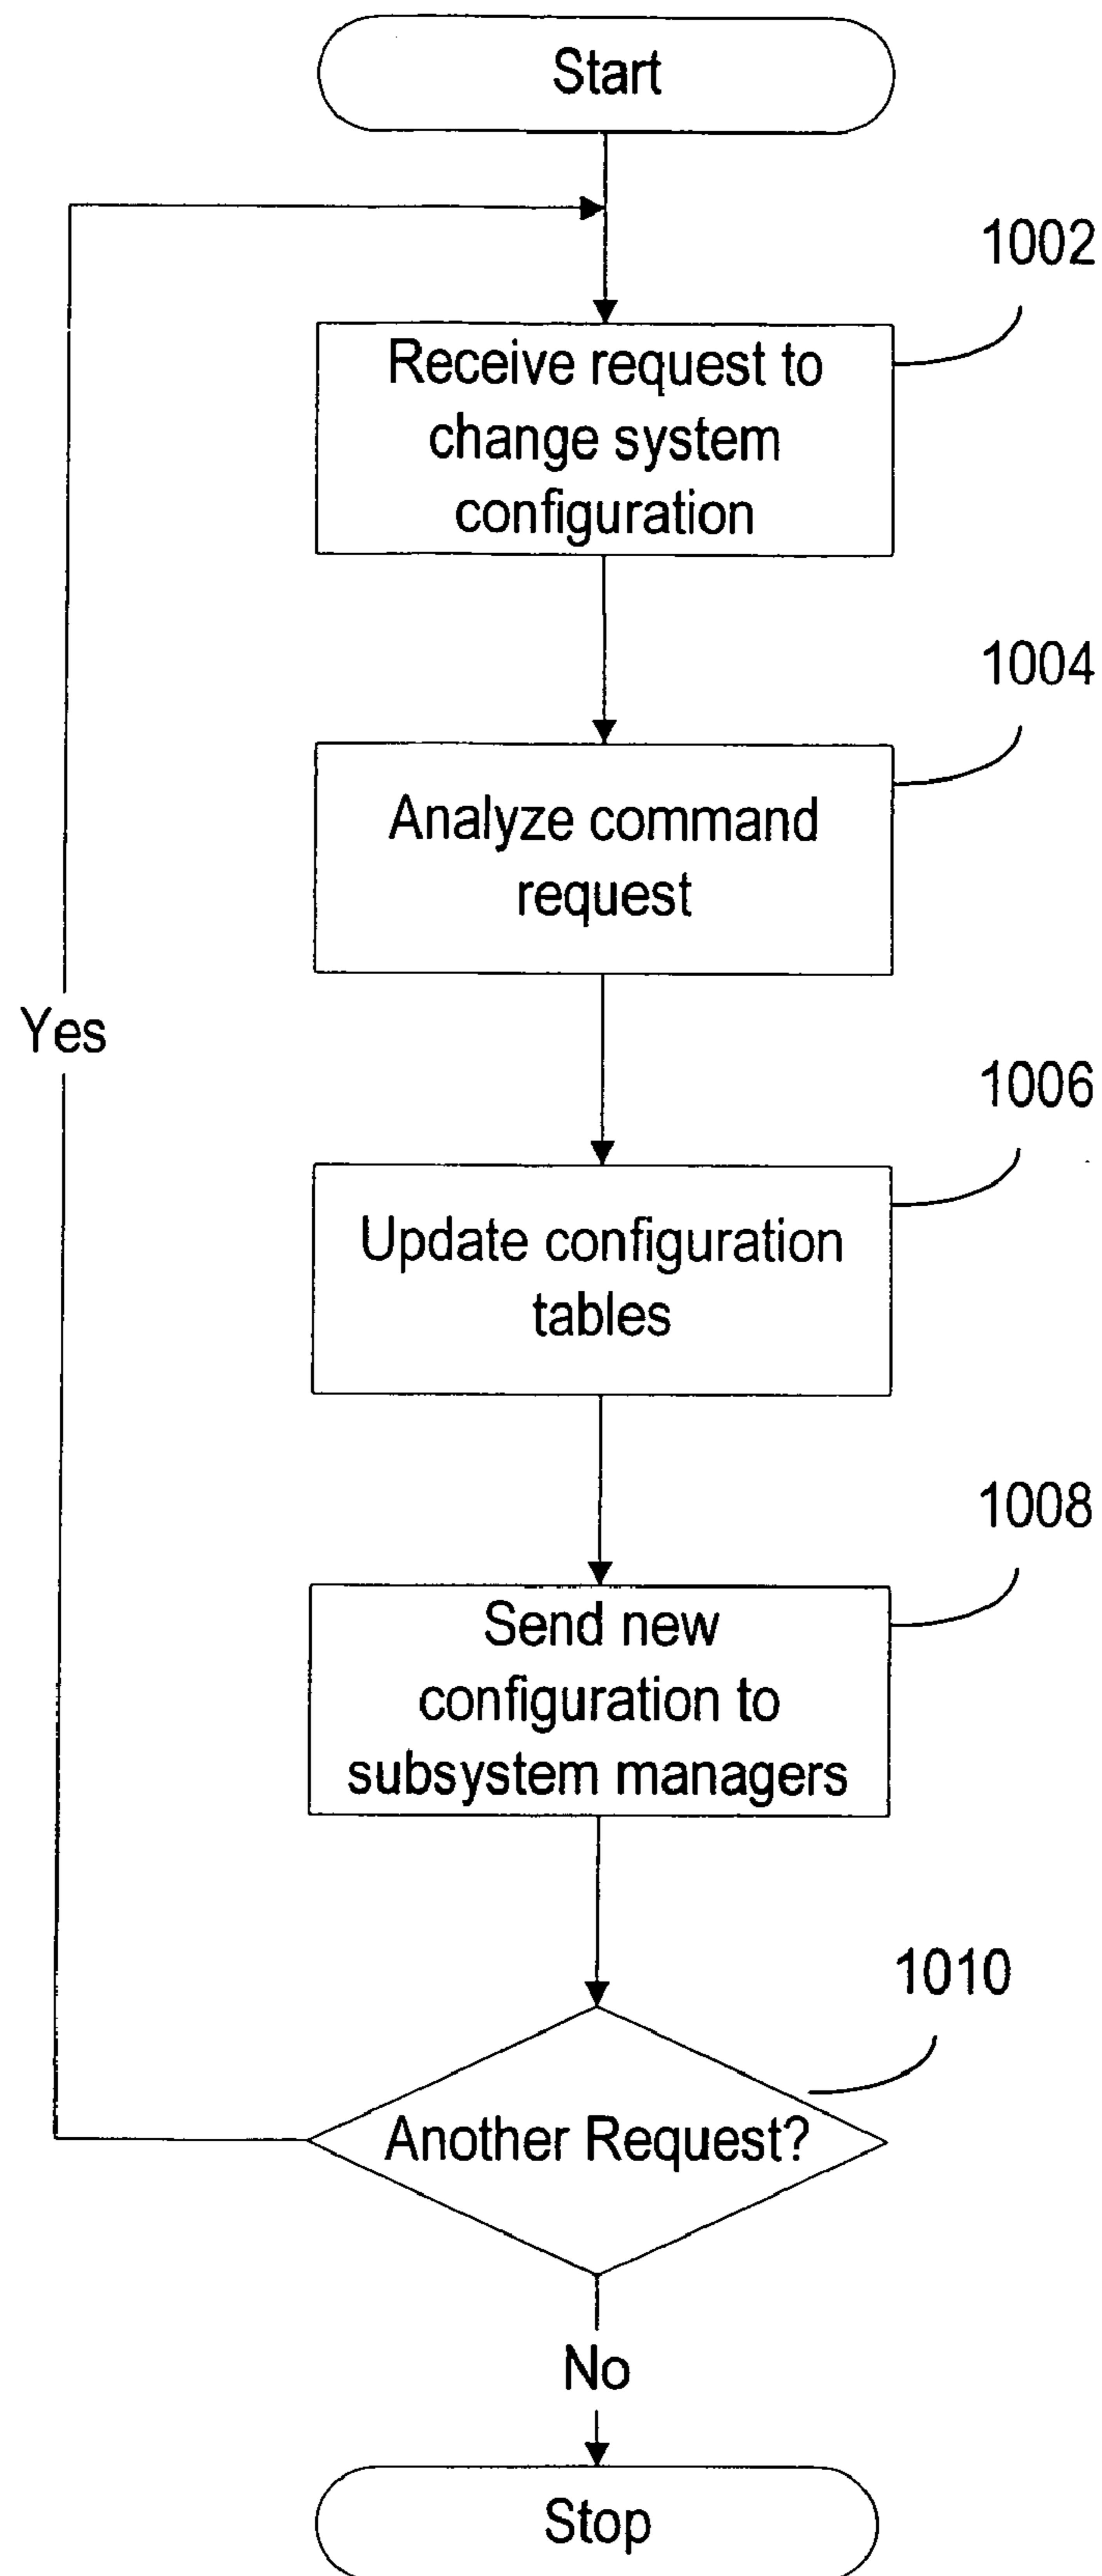 Start
1002
Receive request to
change system
configuration
1004
Analyze command
request
Yes
1006
Update configuration
tables
1008
Send new
configuration to
subsystem managers
1010
Another Request?
No
Stop